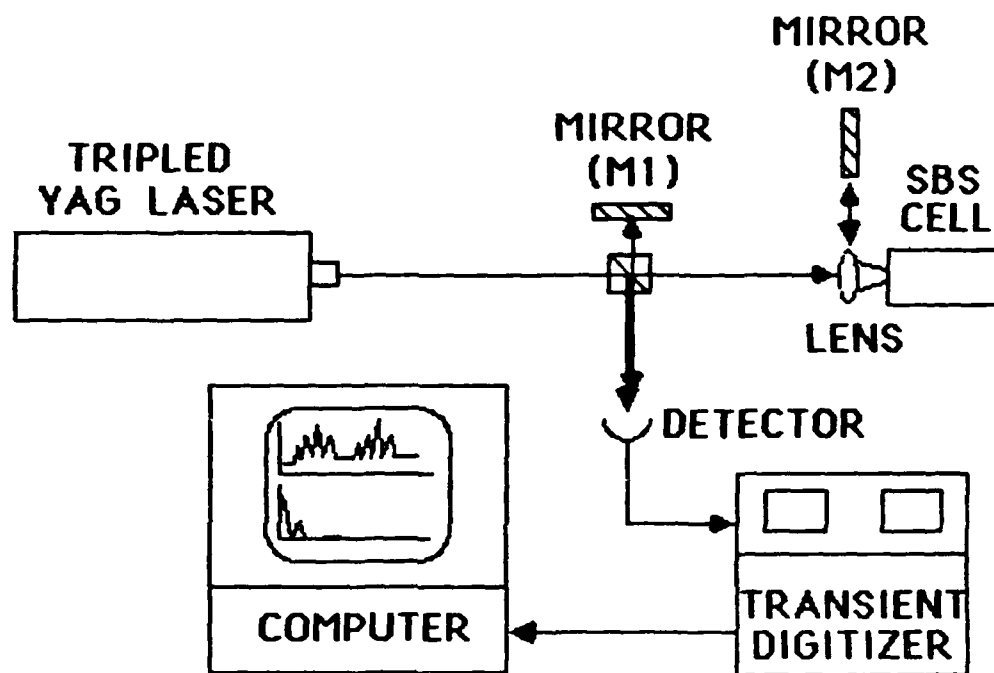 MIRROR
(M2)
MIRROR
(M1)
TRIPLED
YAG LASER
SBS
CELL
LENS
DETECTOR
COMPUTER
TRANSIENT
DIGITIZER